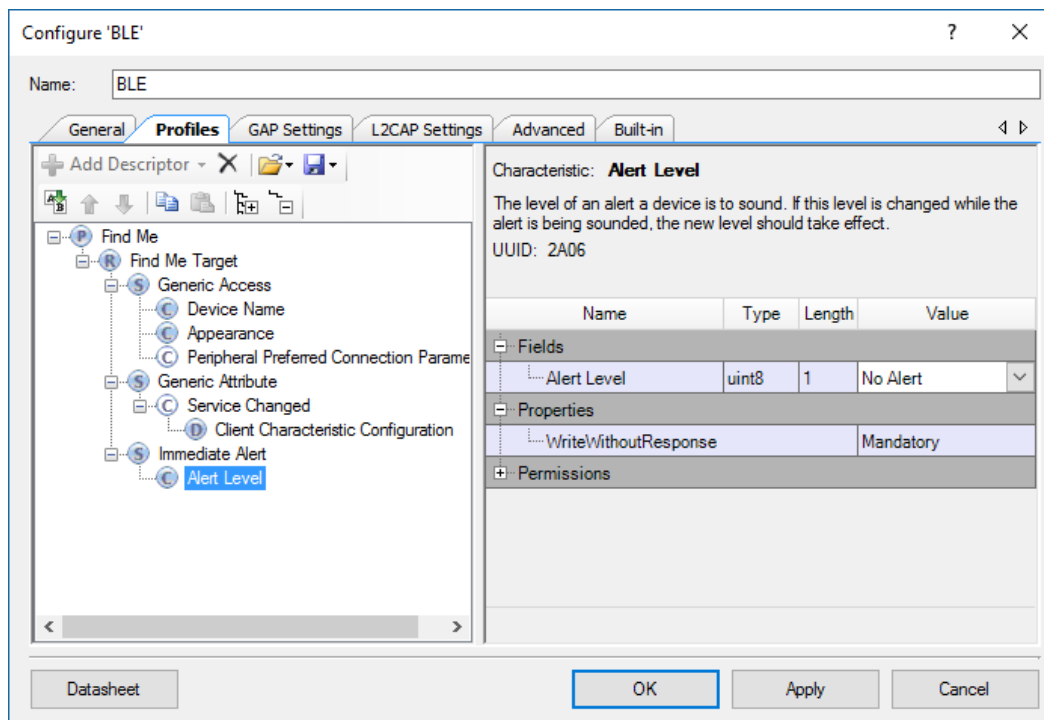 Configure 'BLE'
?
Name:
BLE
General Profiles GAP Settings L2CAP Settings Advanced Built-in
Add Descriptor
Find Me
Find Me Target
Generic Access
Device Name
Appearance
Peripheral Preferred Connection Parame
Generic Attribute
Service Changed
Client Characteristic Configuration
Immediate Alert
Alert Level
Characteristic: Alert Level
The level of an alert a device is to sound. If this level is changed while the
alert is being sounded, the new level should take effect.
UUID: 2A06
Name Type Length Value
Fields
Alert Level uint8 1 No Alert
Properties
WriteWithoutResponse Mandatory
Permissions
Datasheet OK Apply Cancel